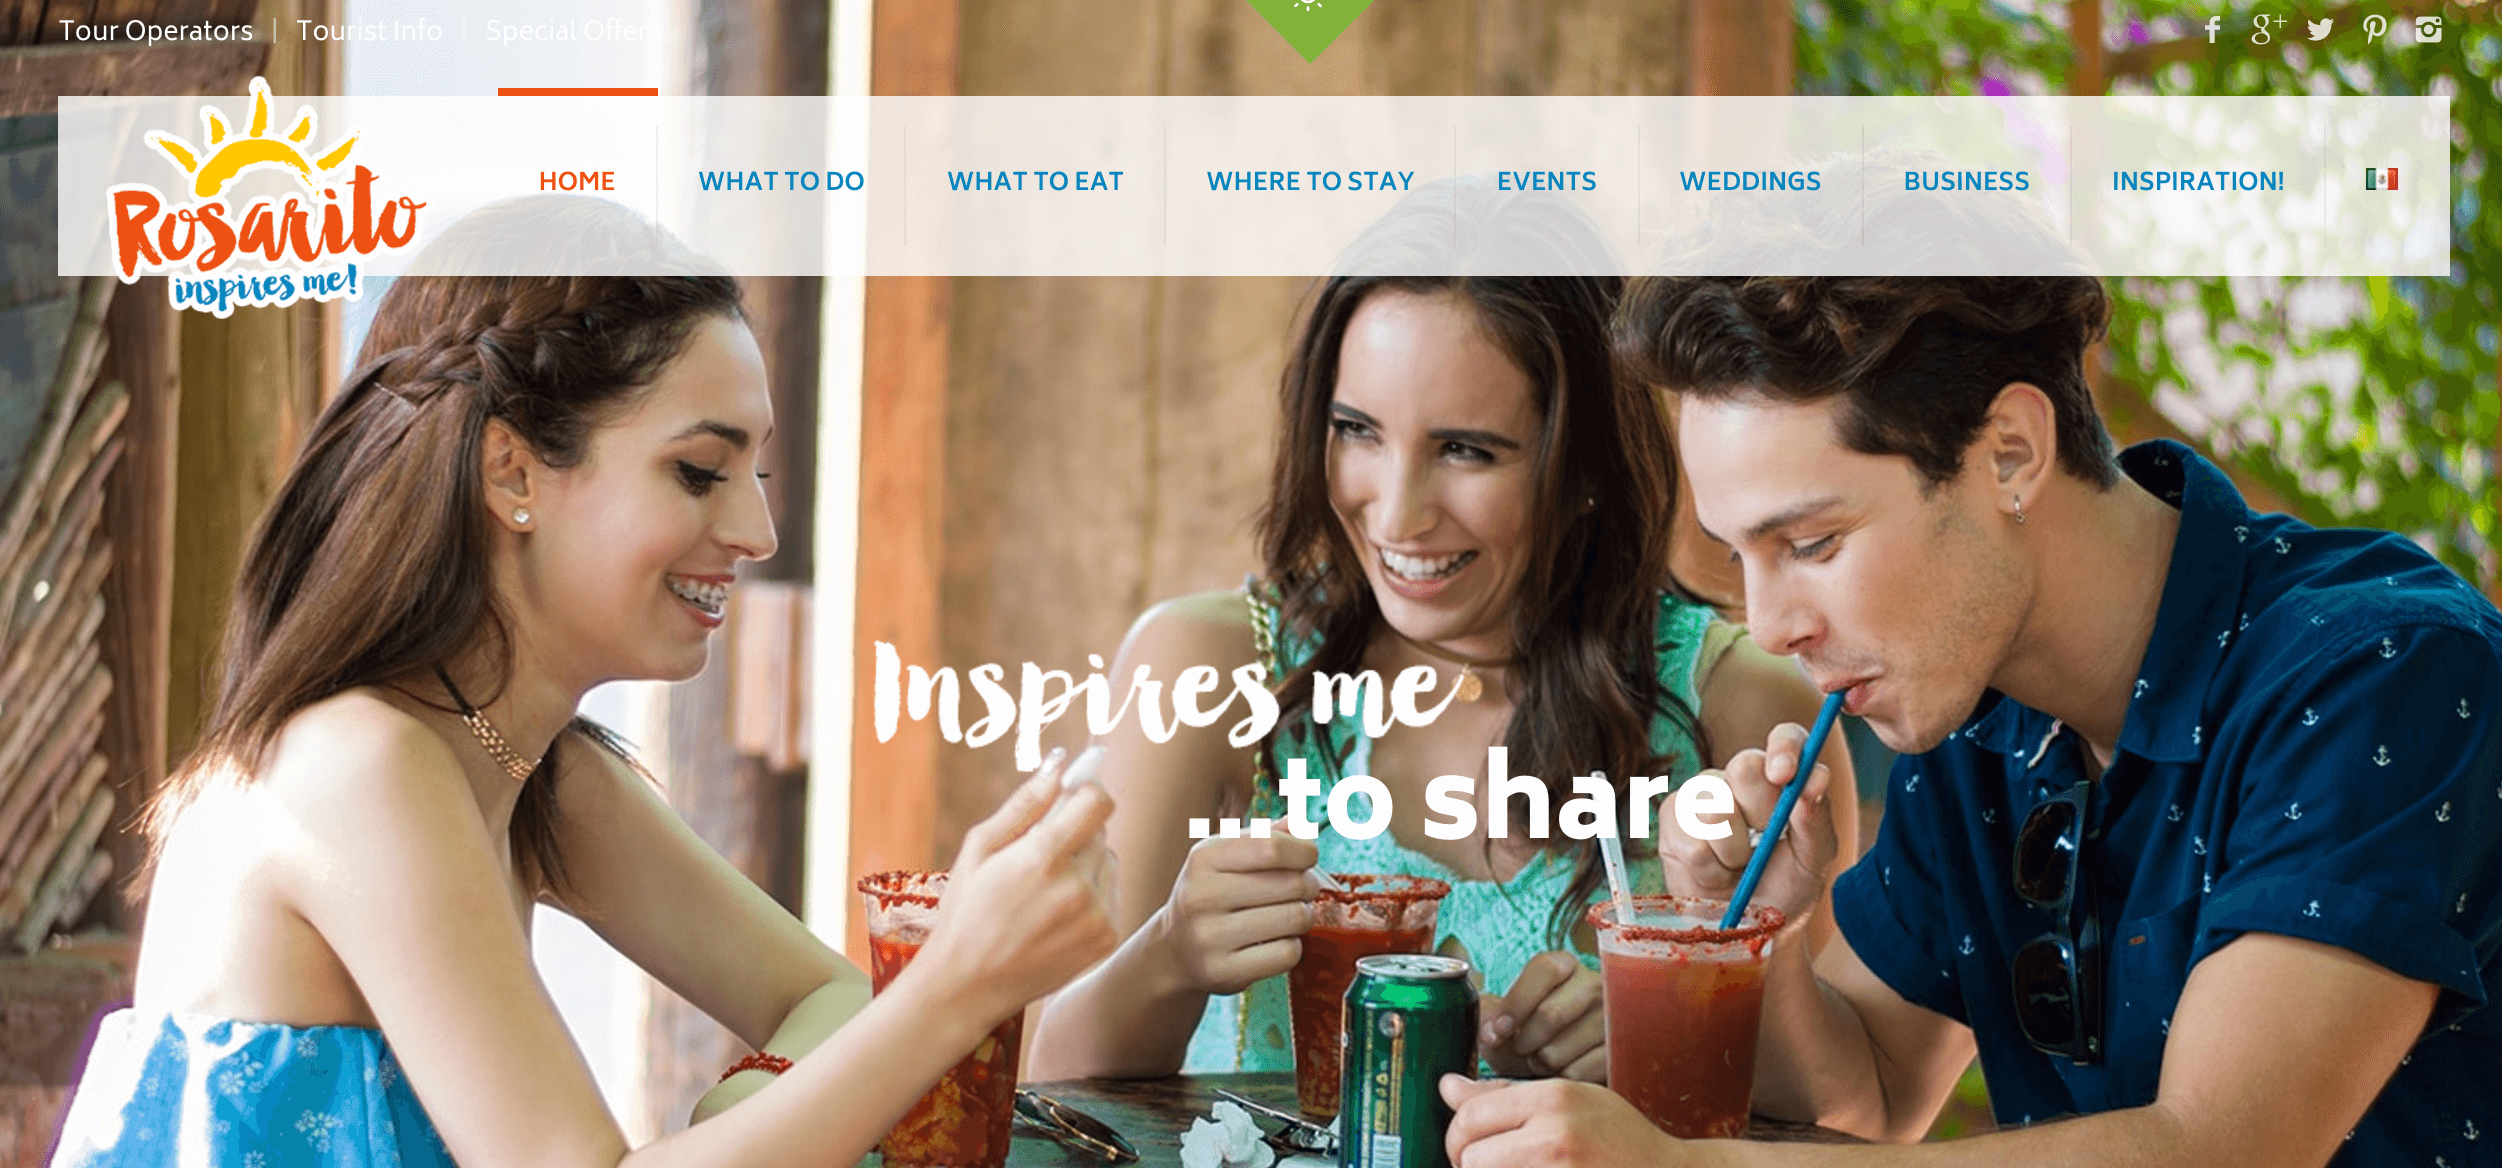 Tour Operators | Tourist Info | Special Offers
Rosarito
inspires me!
HOME
WHAT TO DO
WHAT TO EAT
WHERE TO STAY
EVENTS
WEDDINGS
BUSINESS
INSPIRATION!
Inspires me
...to share